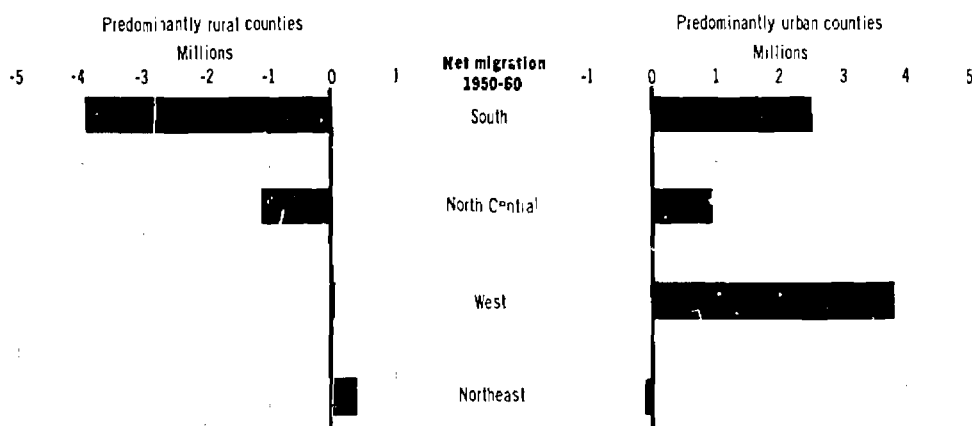 Predominantly rural counties
Millions
-5 -4 -3 -2 -1 0 1
Net migration
1950-60
Predominantly urban counties
Millions
-1 0 1 2 3 4 5
South
North Central
West
Northeast